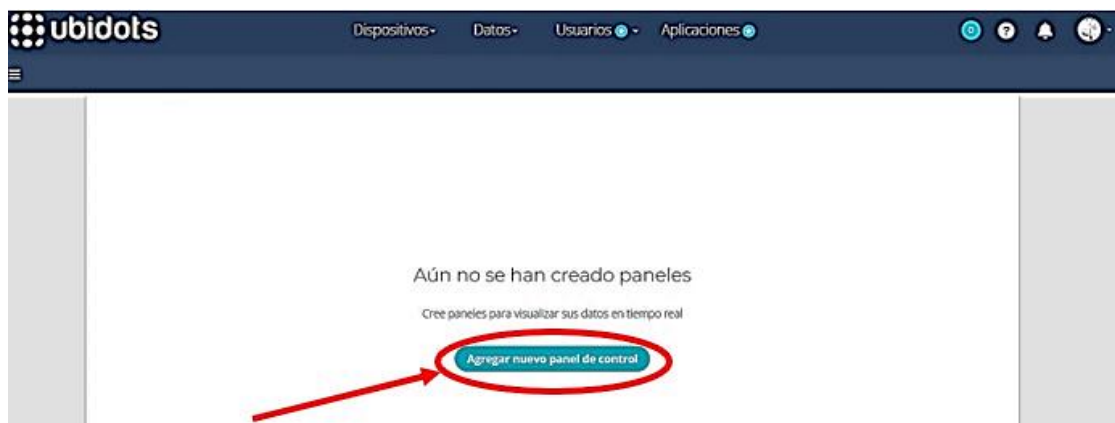 ubidots
Dispositivos
Datos
Usuarios
Aplicaciones
Aún no se han creado paneles
Cree paneles para visualizar sus datos en tiempo real
Agregar nuevo panel de control